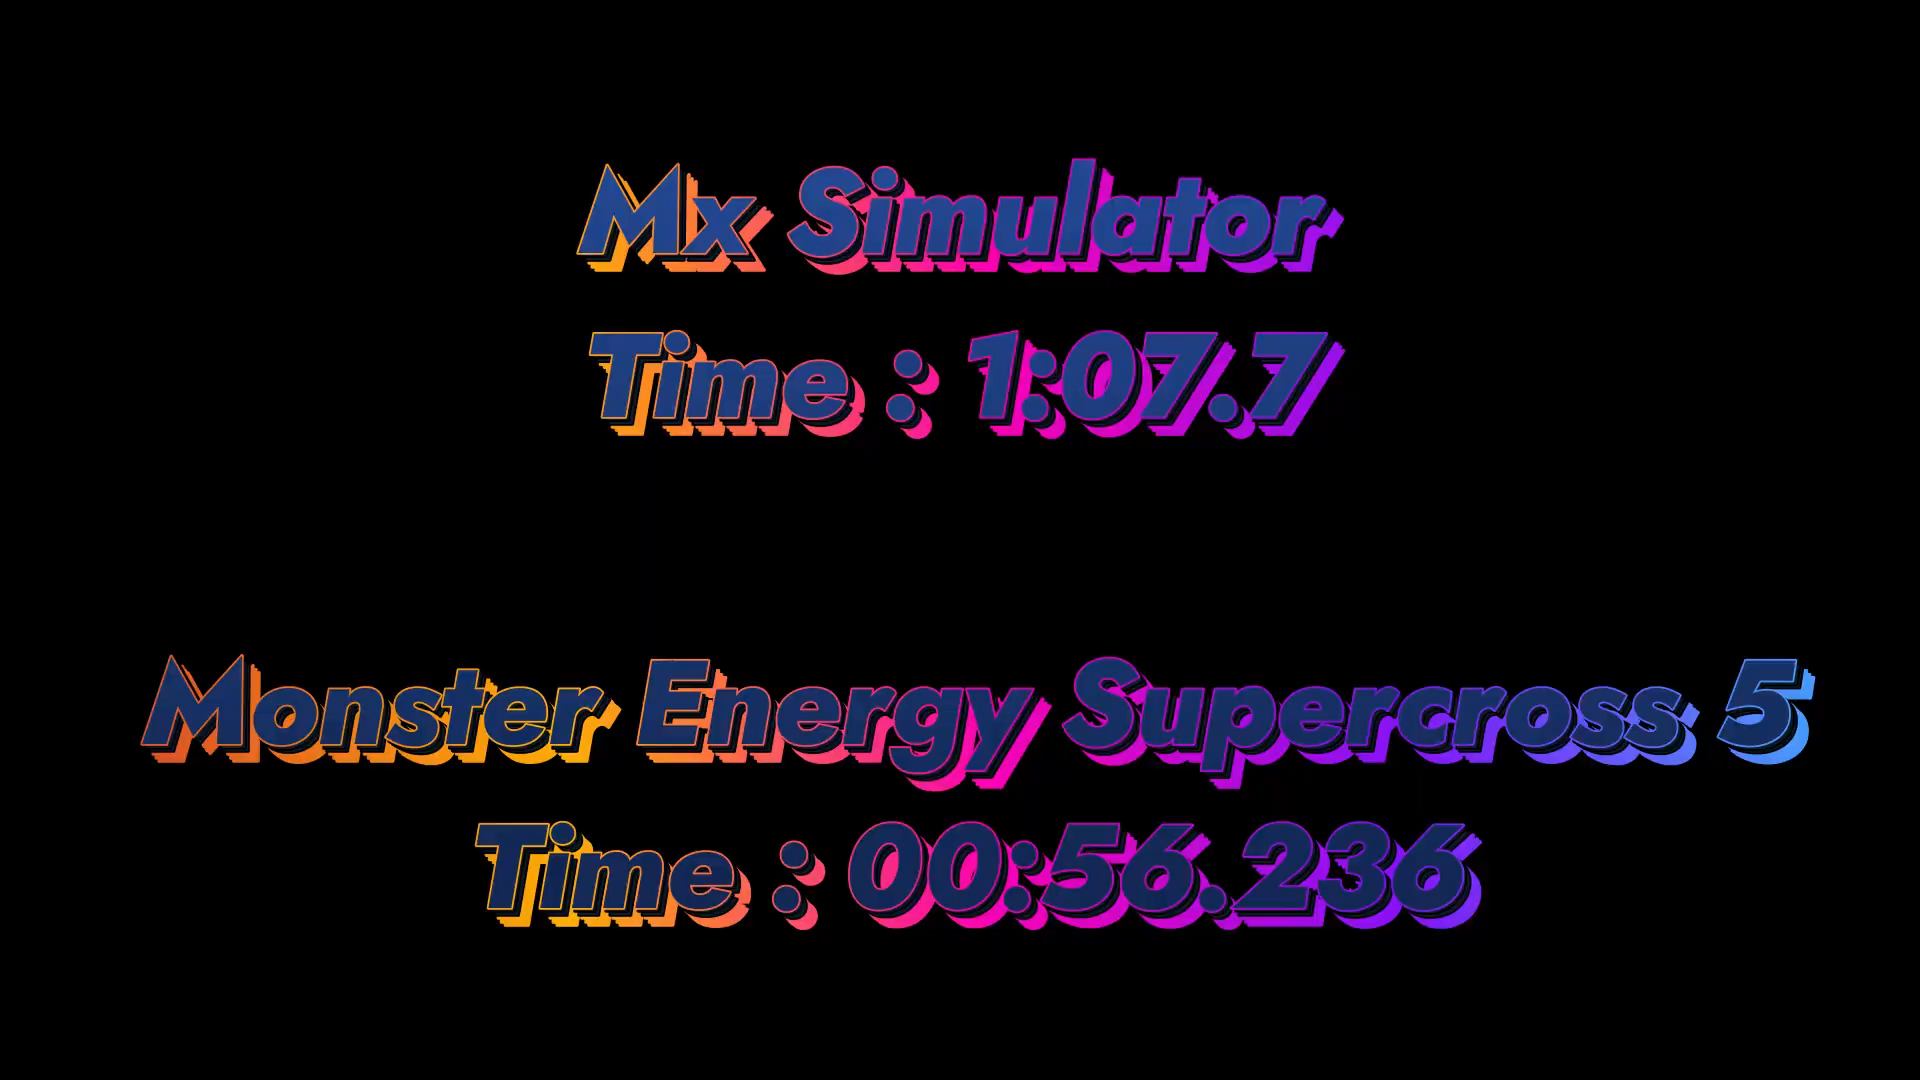 Mx Simulator
Time : 1:07.7
Monster Energy Supercross 5
Time : 00:56.236